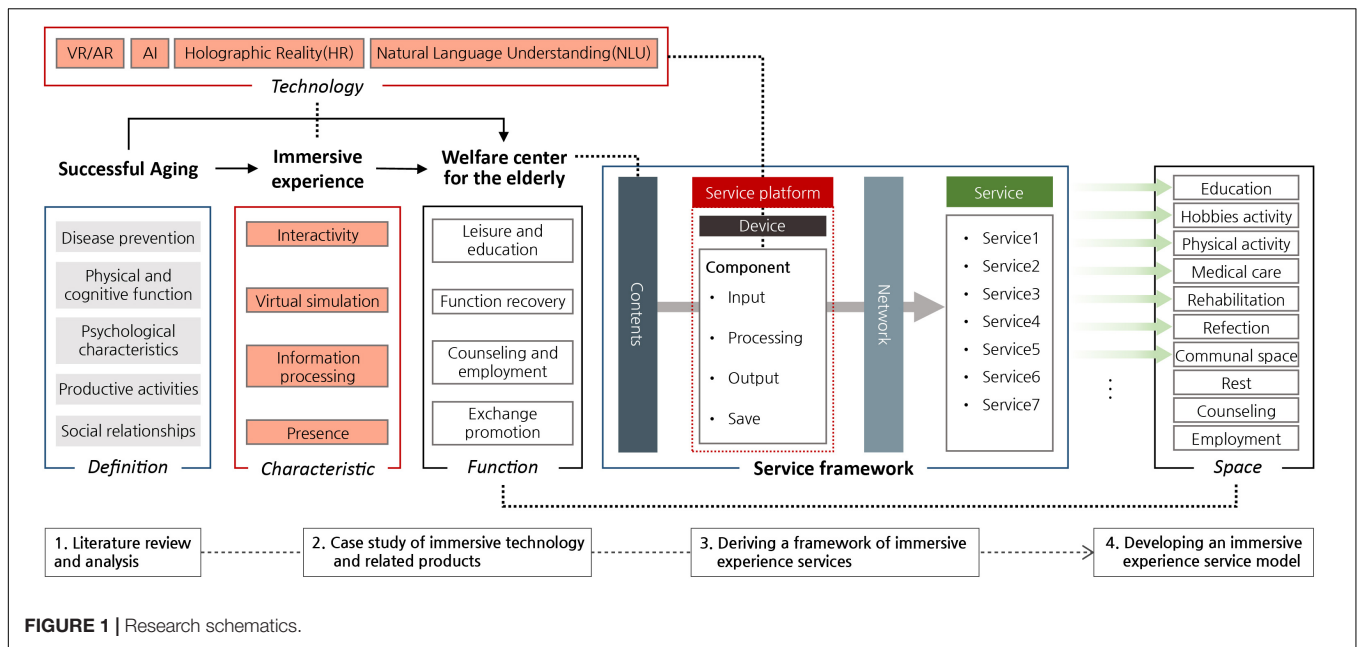 VR/AR
AI
Holographic Reality(HR)
Natural Language Understanding(NLU)
Technology
Successful Aging
Immersive
experience
Welfare center
for the elderly
Disease prevention
Physical and
cognitive function
Psychological
characteristics
Productive activities
Social relationships
Definition
Interactivity
Virtual simulation
Information
processing
Presence
Characteristic
Leisure and
education
Function recovery
Counseling and
employment
Exchange
promotion
Function
Contents
Service platform
Device
Component
• Input
• Processing
• Output
• Save
Network
Service
• Service1
• Service2
• Service3
• Service4
• Service5
• Service6
• Service7
Service framework
Education
Hobbies activity
Physical activity
Medical care
Rehabilitation
Refection
Communal space
Rest
Counseling
Employment
Space
1. Literature review
and analysis
2. Case study of immersive technology
and related products
3. Deriving a framework of immersive
experience services
4. Developing an immersive
experience service model
FIGURE 1 | Research schematics.